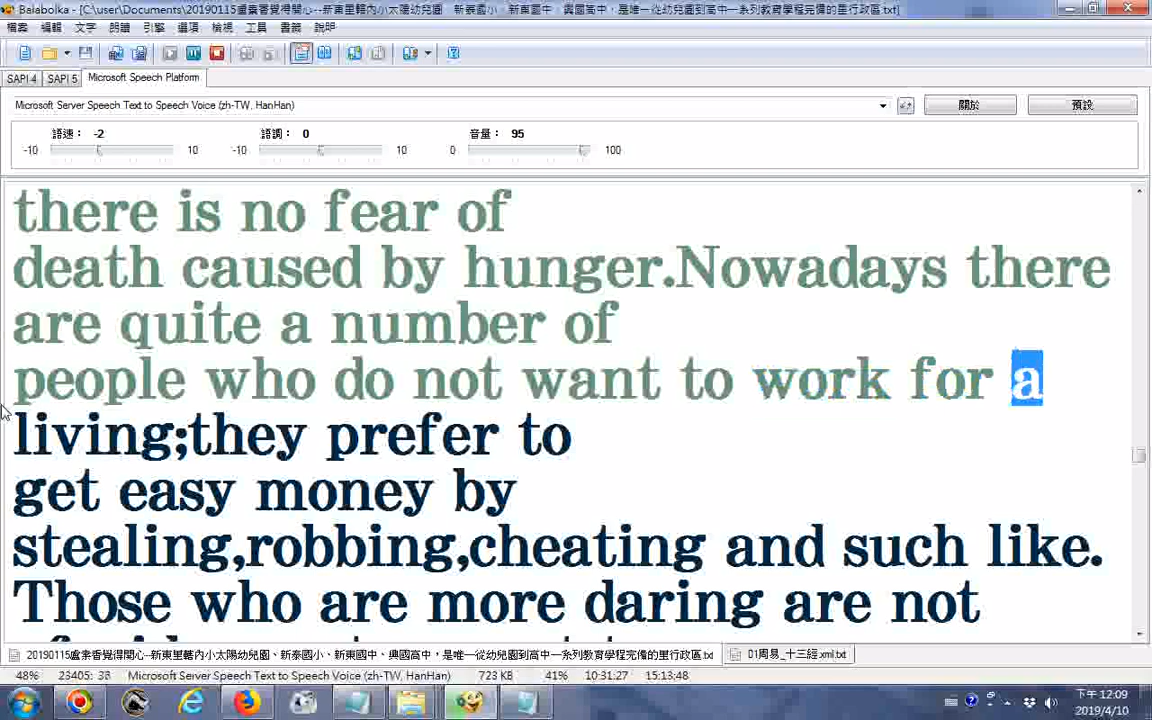 Balabolka - [C:\user\Documents\20190115盧素香覺得開心--新東里轄內小太陽幼兒園、新泰國小、新東國中、興國高中，是唯一從幼兒園到高中一系列教育學程完備的里行政區.txt]
檔案 編輯 文字 朗讀 引擎 選項 檢視 工具 書籤 說明
SAPI 4 SAPI 5 Microsoft Speech Platform
Microsoft Server Speech Text to Speech Voice (zh-TW, HanHan) 關於 預設
語速： -2 語調： 0 音量： 95
-10 10 -10 10 0 100
there is no fear of
death caused by hunger.Nowadays there
are quite a number of
people who do not want to work for a
living;they prefer to
get easy money by
stealing,robbing,cheating and such like.
Those who are more daring are not
20190115盧素香覺得開心--新東里轄內小太陽幼兒園、新泰國小、新東國中、興國高中，是唯一從幼兒園到高中一系列教育學程完備的里行政區.txt 01周易_十三經.xml.txt
48% 23405: 33 Microsoft Server Speech Text to Speech Voice (zh-TW, HanHan) 723 KB 41% 10:31:27 15:13:48
下午 12:09
2019/4/10